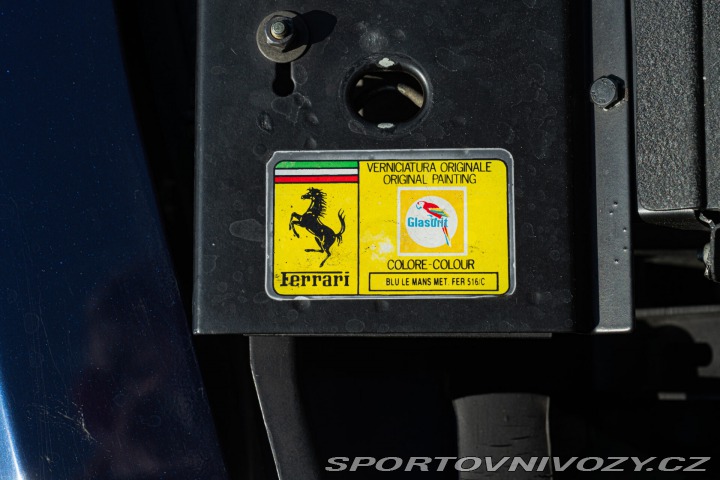 VERNICIATURA ORIGINALE
ORIGINAL PAINTING
Glasurit
Ferrari
COLORE-COLOUR
BLU LE MANS MET. FER 516/C
SPORTOVNIVOZY.CZ